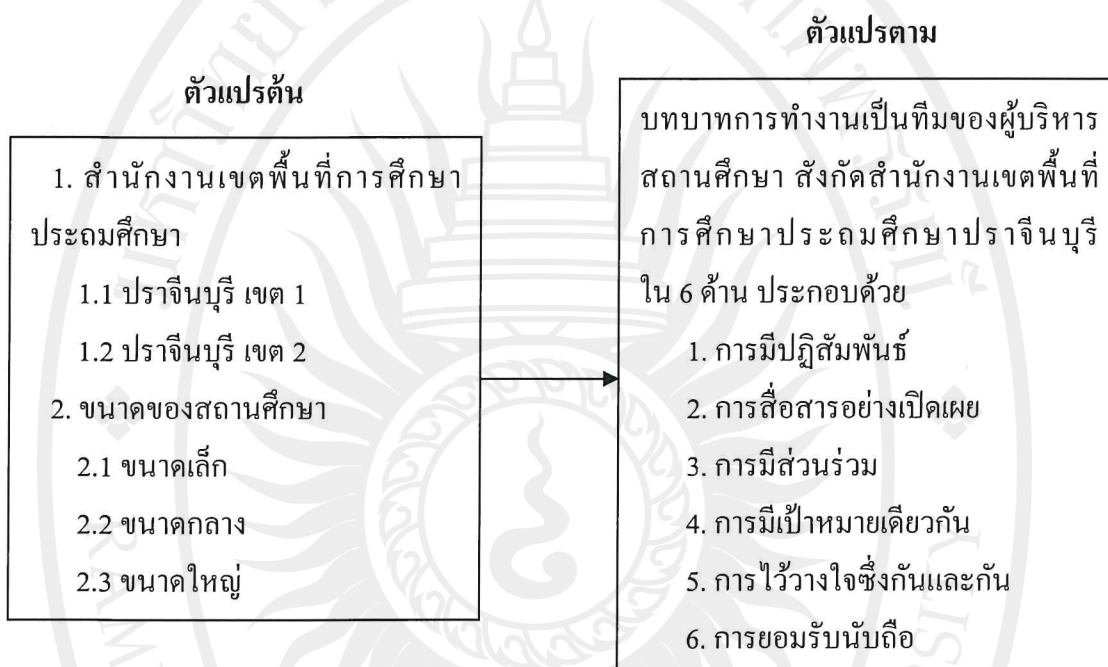 ตัวแปรต้น
1. สำนักงานเขตพื้นที่การศึกษา
ประถมศึกษา
1.1 ปราจีนบุรี เขต 1
1.2 ปราจีนบุรี เขต 2
2. ขนาดของสถานศึกษา
2.1 ขนาดเล็ก
2.2 ขนาดกลาง
2.3 ขนาดใหญ่
ตัวแปรตาม
บทบาทการทำงานเป็นทีมของผู้บริหาร
สถานศึกษา สังกัดสำนักงานเขตพื้นที่
การศึกษาประถมศึกษาปราจีนบุรี
ใน 6 ด้าน ประกอบด้วย
1. การมีปฏิสัมพันธ์
2. การสื่อสารอย่างเปิดเผย
3. การมีส่วนร่วม
4. การมีเป้าหมายเดียวกัน
5. การไว้วางใจซึ่งกันและกัน
6. การยอมรับนับถือ